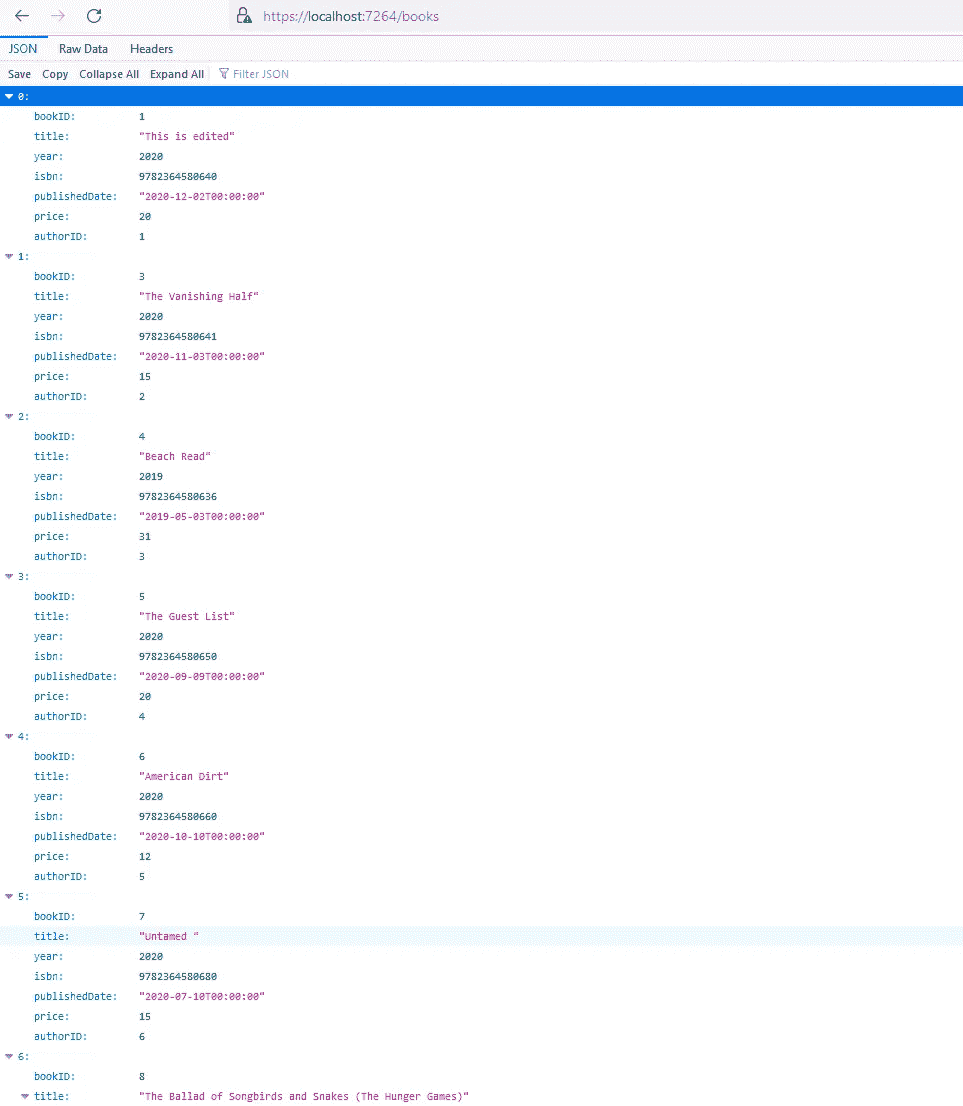 https://localhost:7264/books
JSON Raw Data Headers
Save Copy Collapse All Expand All Filter JSON
0:
bookID: 1
title: "This is edited"
year: 2020
isbn: 9782364580640
publishedDate: "2020-12-02T00:00:00"
price: 20
authorID: 1
1:
bookID: 3
title: "The Vanishing Half"
year: 2020
isbn: 9782364580641
publishedDate: "2020-11-03T00:00:00"
price: 15
authorID: 2
2:
bookID: 4
title: "Beach Read"
year: 2019
isbn: 9782364580636
publishedDate: "2019-05-03T00:00:00"
price: 31
authorID: 3
3:
bookID: 5
title: "The Guest List"
year: 2020
isbn: 9782364580650
publishedDate: "2020-09-09T00:00:00"
price: 20
authorID: 4
4:
bookID: 6
title: "American Dirt"
year: 2020
isbn: 9782364580660
publishedDate: "2020-10-10T00:00:00"
price: 12
authorID: 5
5:
bookID: 7
title: "Untamed "
year: 2020
isbn: 9782364580680
publishedDate: "2020-07-10T00:00:00"
price: 15
authorID: 6
6:
bookID: 8
title: "The Ballad of Songbirds and Snakes (The Hunger Games)"